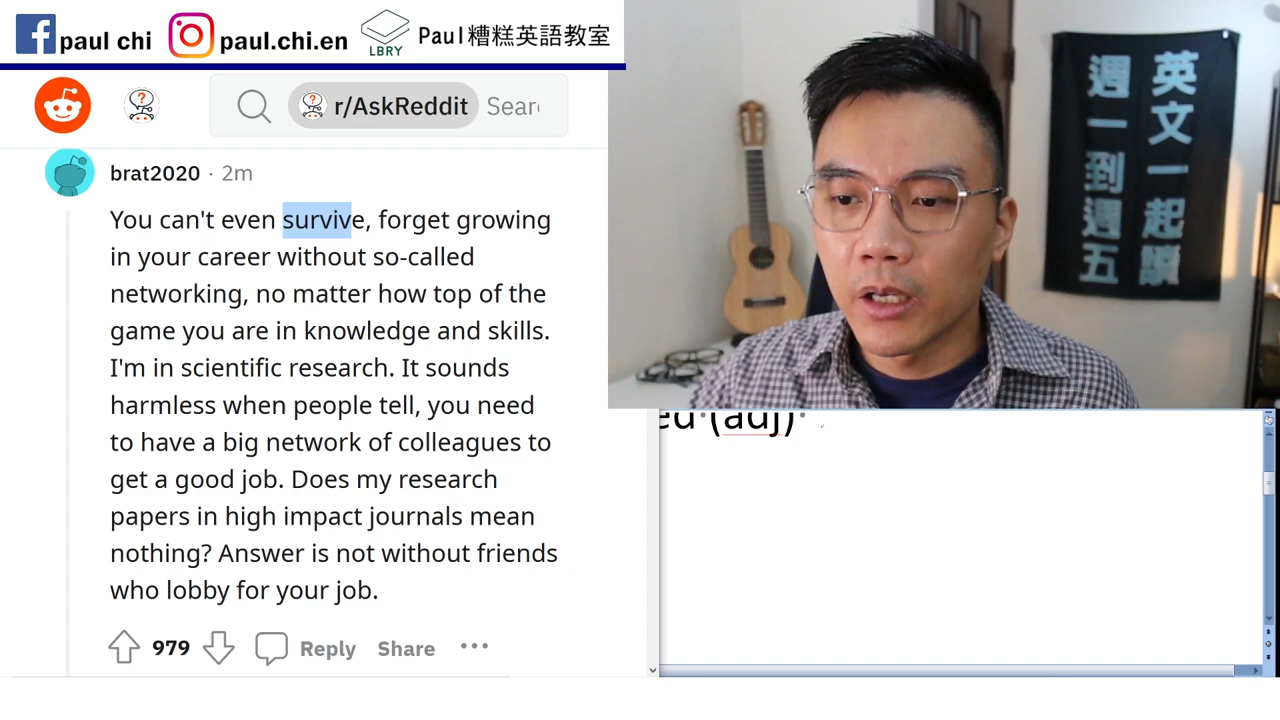 paul chi
paul.chi.en
LBRY
Paul糟糕英語教室
r/AskReddit
Sear
brat2020 · 2m
You can't even survive, forget growing
in your career without so-called
networking, no matter how top of the
game you are in knowledge and skills.
I'm in scientific research. It sounds
harmless when people tell, you need
to have a big network of colleagues to
get a good job. Does my research
papers in high impact journals mean
nothing? Answer is not without friends
who lobby for your job.
979
Reply
Share
英文一起讀
週一到週五
ed (adj)